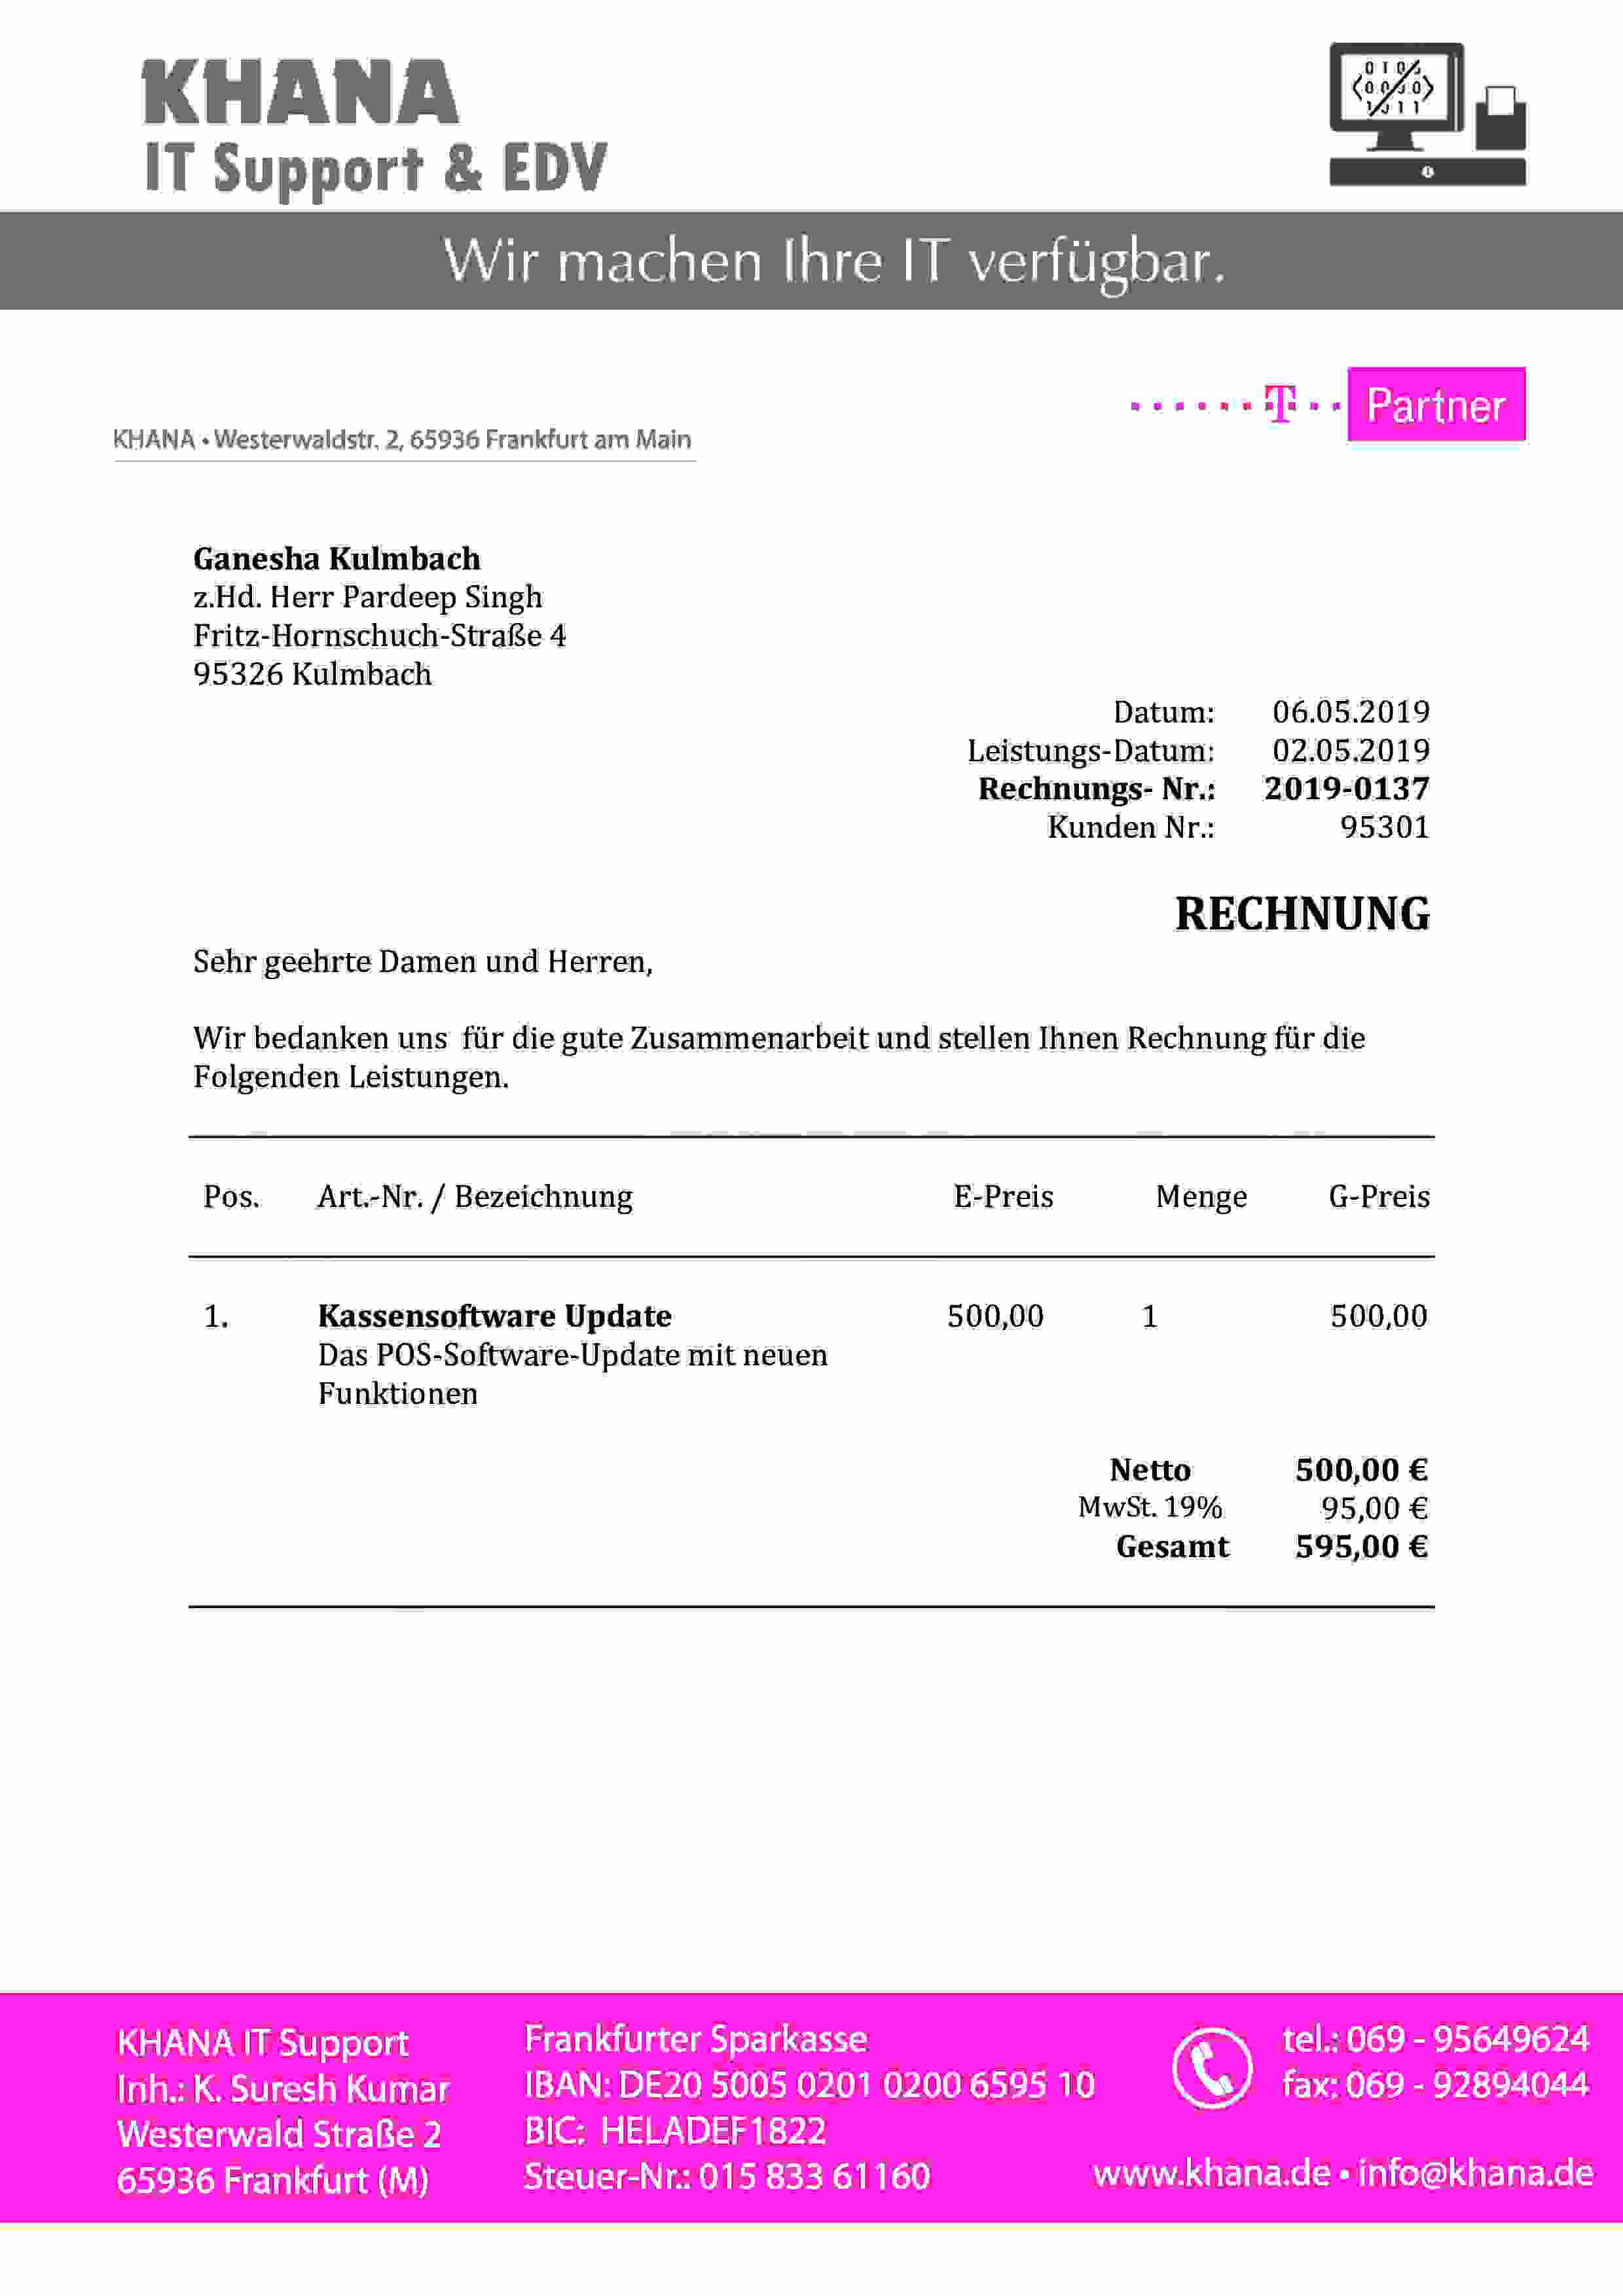 KHANA
IT Support & EDV
Wir machen Ihre IT verfügbar.
T Partner
KHANA • Westerwaldstr. 2, 65936 Frankfurt am Main
Ganesha Kulmbach
z.Hd. Herr Pardeep Singh
Fritz-Hornschuch-Straße 4
95326 Kulmbach
Datum: 06.05.2019
Leistungs-Datum: 02.05.2019
Rechnungs- Nr.: 2019-0137
Kunden Nr.: 95301
RECHNUNG
Sehr geehrte Damen und Herren,
Wir bedanken uns für die gute Zusammenarbeit und stellen Ihnen Rechnung für die
Folgenden Leistungen.
Pos. Art.-Nr. / Bezeichnung E-Preis Menge G-Preis
1. Kassensoftware Update 500,00 1 500,00
Das POS-Software-Update mit neuen
Funktionen
Netto 500,00 €
MwSt. 19% 95,00 €
Gesamt 595,00 €
KHANA IT Support
Inh.: K. Suresh Kumar
Westerwald Straße 2
65936 Frankfurt (M)
Frankfurter Sparkasse
IBAN: DE20 5005 0201 0200 6595 10
BIC: HELADEF1822
Steuer-Nr.: 015 833 61160
tel.: 069 - 95649624
fax: 069 - 92894044
www.khana.de • info@khana.de